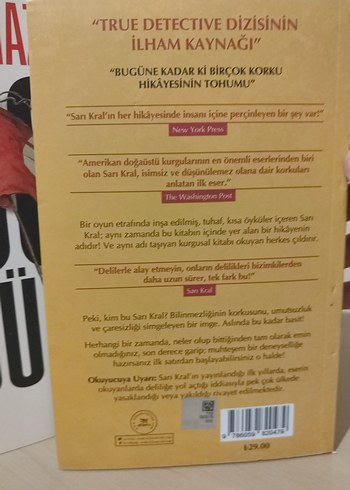 "TRUE DETECTIVE DİZİSİNİN
İLHAM KAYNAĞI"
"BUGÜNE KADAR Kİ BİRÇOK KORKU
HİKÂYESİNİN TOHUMU"
"Sarı Kral'ın her hikâyesinde insanı içine perçinleyen bir şey var!"
New York Press
"Amerikan doğaüstü kurgularının en önemli eserlerinden biri
olan Sarı Kral, isimsiz ve düşünülemez olana dair korkuları
anlatan ilk eser."
The Washington Post
Bir oyun etrafında inşa edilmiş, tuhaf, kısa öyküler içeren Sarı
Kral; aynı zamanda bu kitabın içinde yer alan bir hikâyenin
adıdır! Ve aynı adı taşıyan kurgusal kitabı okuyan herkes çıldırır.
"Delilerle alay etmeyin, onların delilikleri bizimkilerden
daha uzun sürer, tek fark bu!"
Sarı Kral
Peki, kim bu Sarı Kral? Bilinmezliğinin korkusunu, umutsuzluk
ve çaresizliği simgeleyen bir imge. Aslında bu kadar basit!
Herhangi bir zamanda, neler olup bittiğinden tam olarak emin
olmadığınız, son derece garip; muhteşem bir deneyselliğe
hazırsanız ilk satırdan başlayabilirsiniz o halde!
Okuyucuya Uyarı: Sarı Kral'ın yayınlandığı ilk yıllarda, eserin
okuyanlarda deliliğe yol açtığı iddiasıyla pek çok ülkede
yasaklandığı veya yakıldığı rivayet edilmektedir.
9 786059 820479
₺29.00